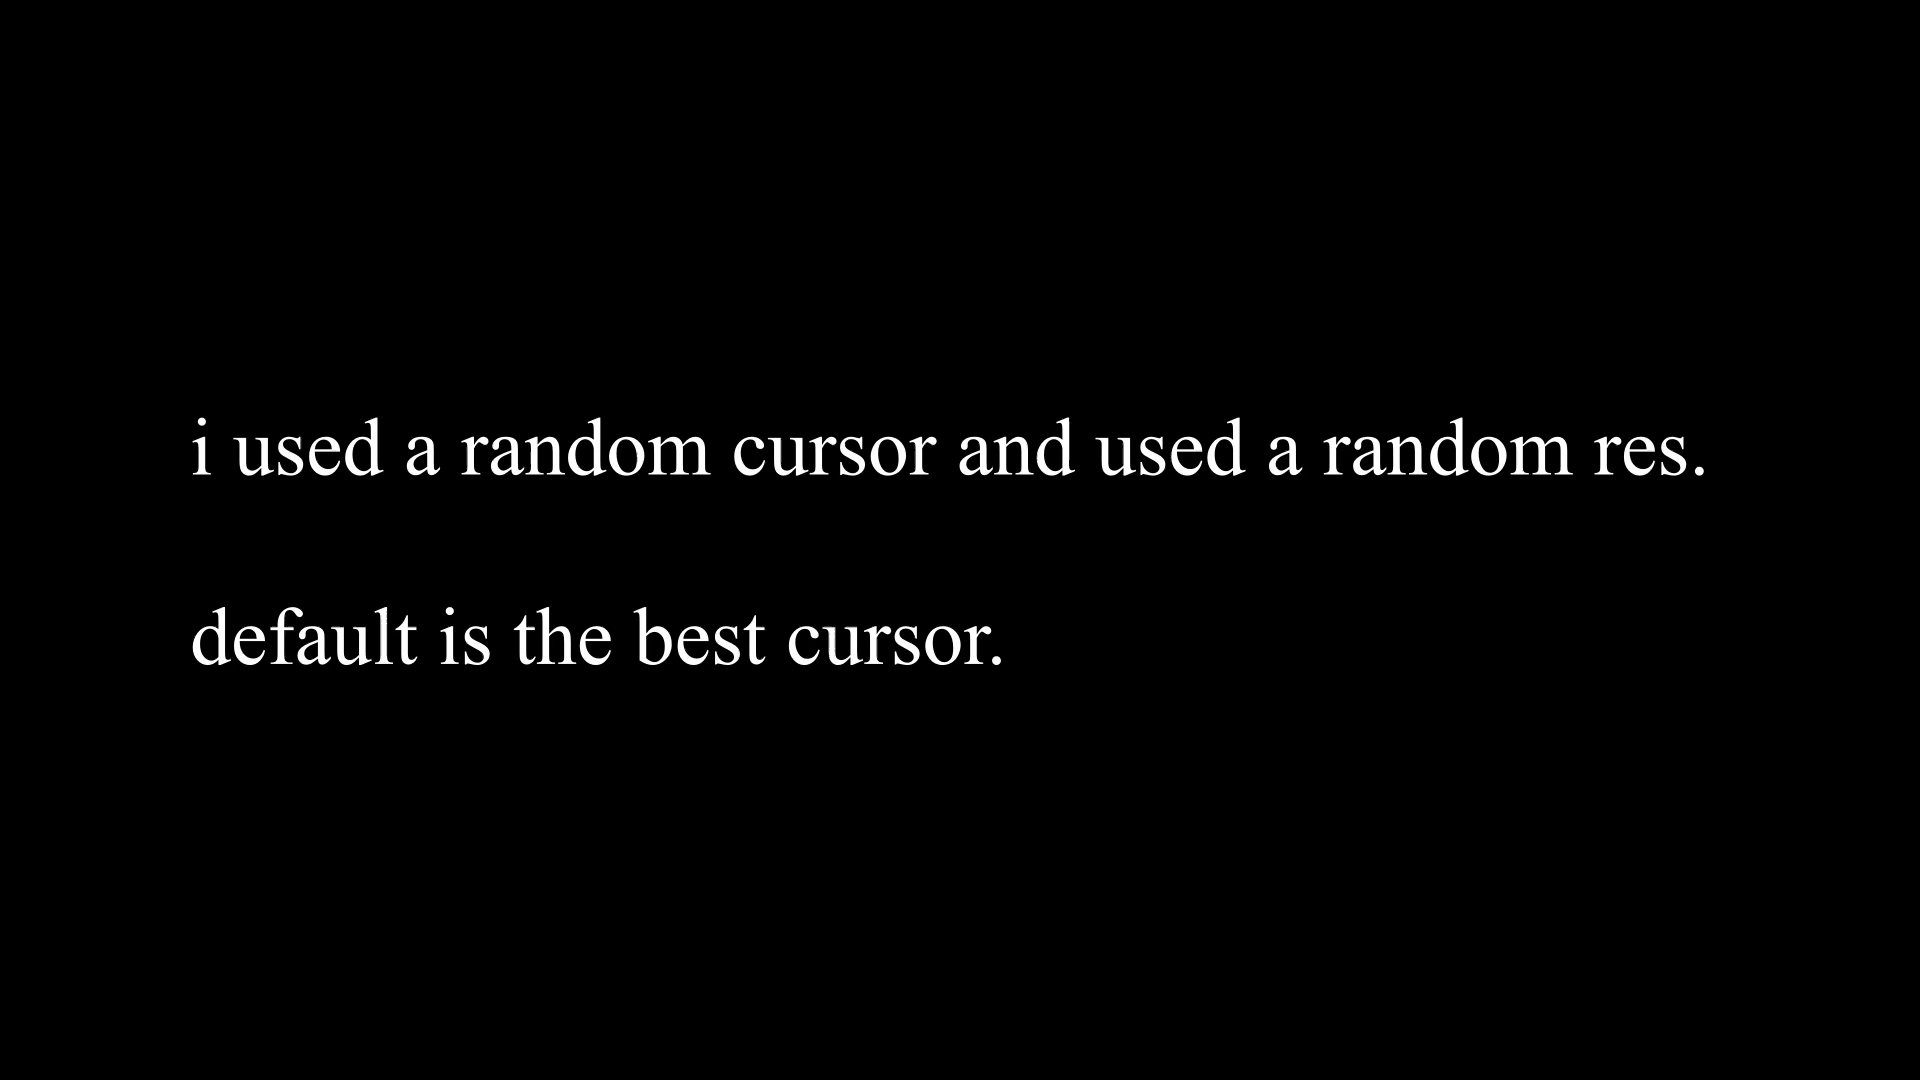 i used a random cursor and used a random res.
default is the best cursor.